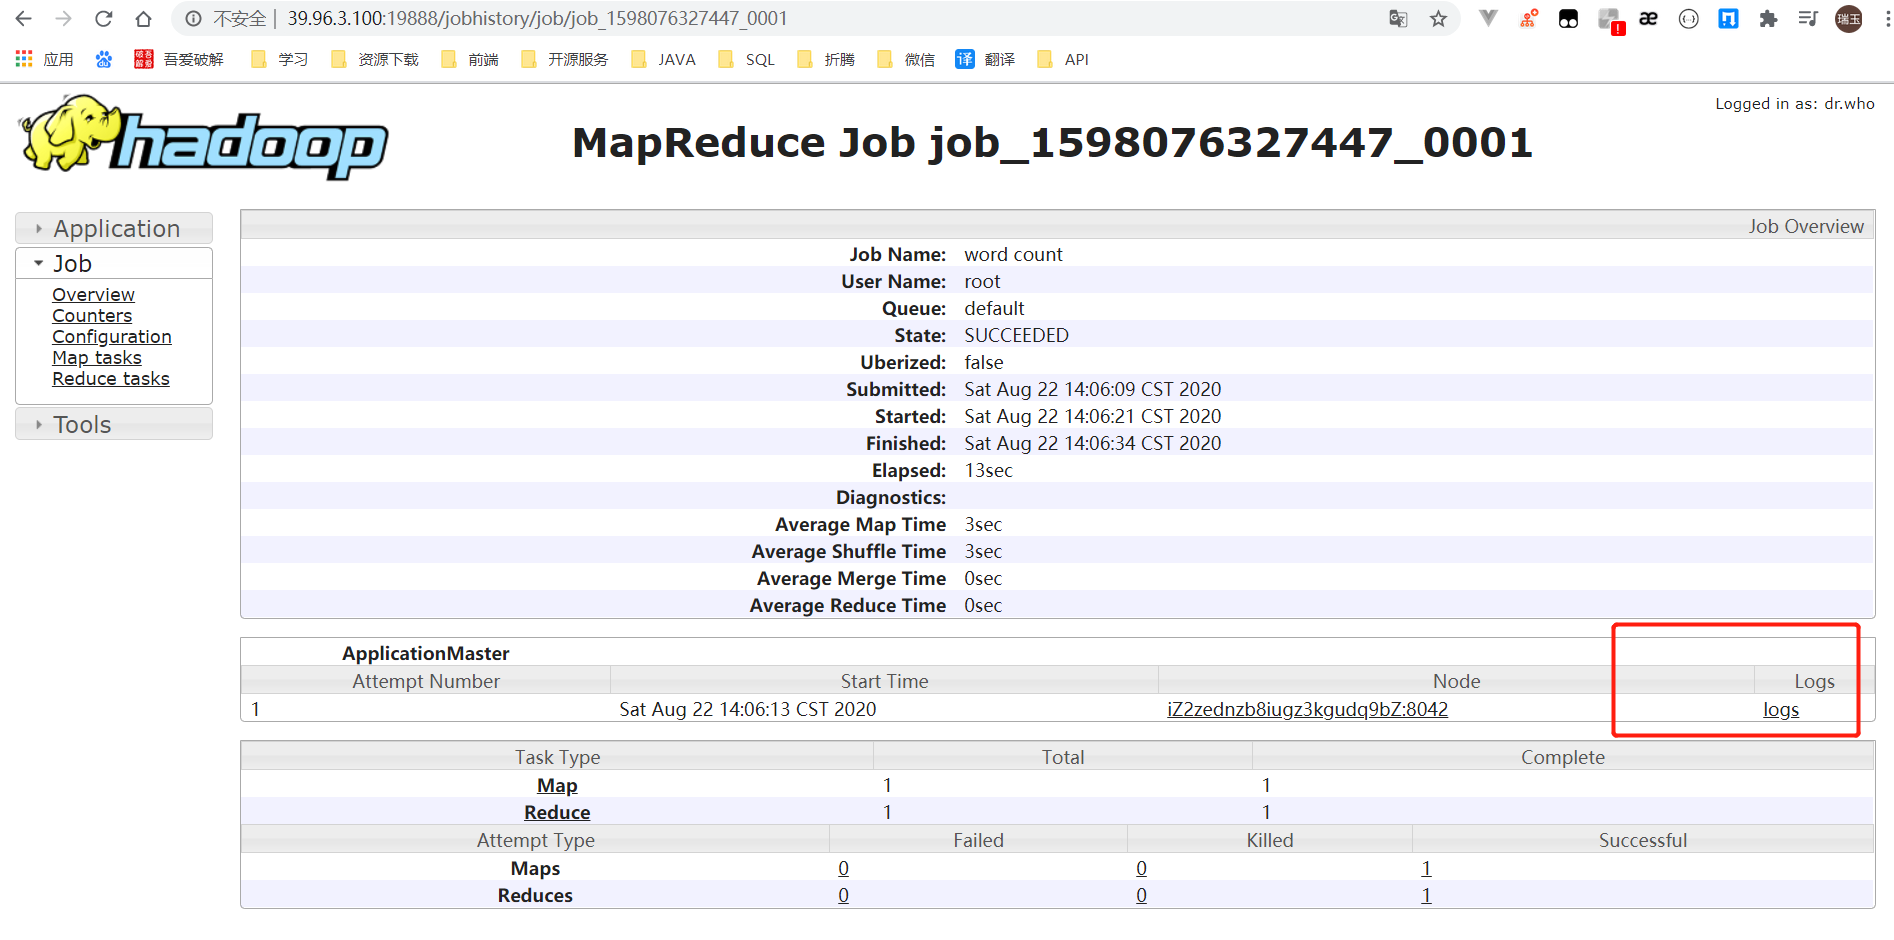 不安全 | 39.96.3.100:19888/jobhistory/job/job_1598076327447_0001
瑞玉
应用 吾爱破解 学习 资源下载 前端 开源服务 JAVA SQL 折腾 微信 译 翻译 API
Logged in as: dr.who
hadoop
MapReduce Job job_1598076327447_0001
Application
Job
Overview
Counters
Configuration
Map tasks
Reduce tasks
Tools
Job Overview
Job Name: word count
User Name: root
Queue: default
State: SUCCEEDED
Uberized: false
Submitted: Sat Aug 22 14:06:09 CST 2020
Started: Sat Aug 22 14:06:21 CST 2020
Finished: Sat Aug 22 14:06:34 CST 2020
Elapsed: 13sec
Diagnostics:
Average Map Time 3sec
Average Shuffle Time 3sec
Average Merge Time 0sec
Average Reduce Time 0sec
ApplicationMaster
Attempt Number Start Time Node Logs
1 Sat Aug 22 14:06:13 CST 2020 iZ2zednzb8iugz3kgudq9bZ:8042 logs
Task Type Total Complete
Map 1 1
Reduce 1 1
Attempt Type Failed Killed Successful
Maps 0 0 1
Reduces 0 0 1